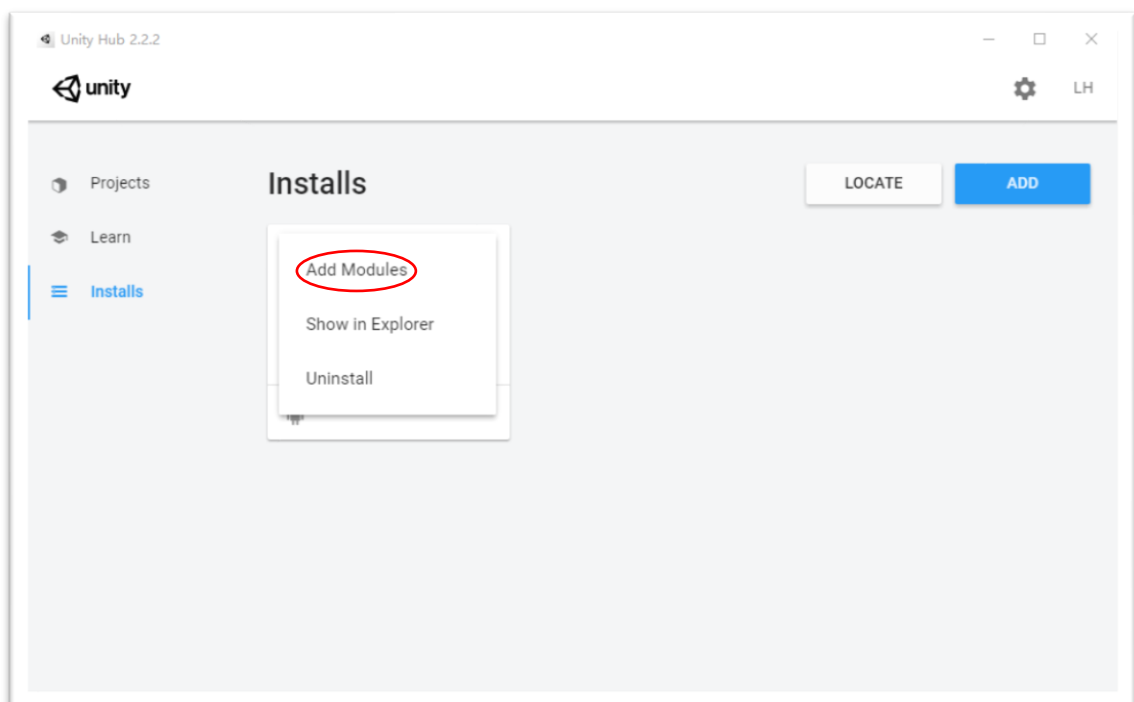 Unity Hub 2.2.2
unity
LH
Projects
Learn
Installs
Installs
LOCATE
ADD
Add Modules
Show in Explorer
Uninstall